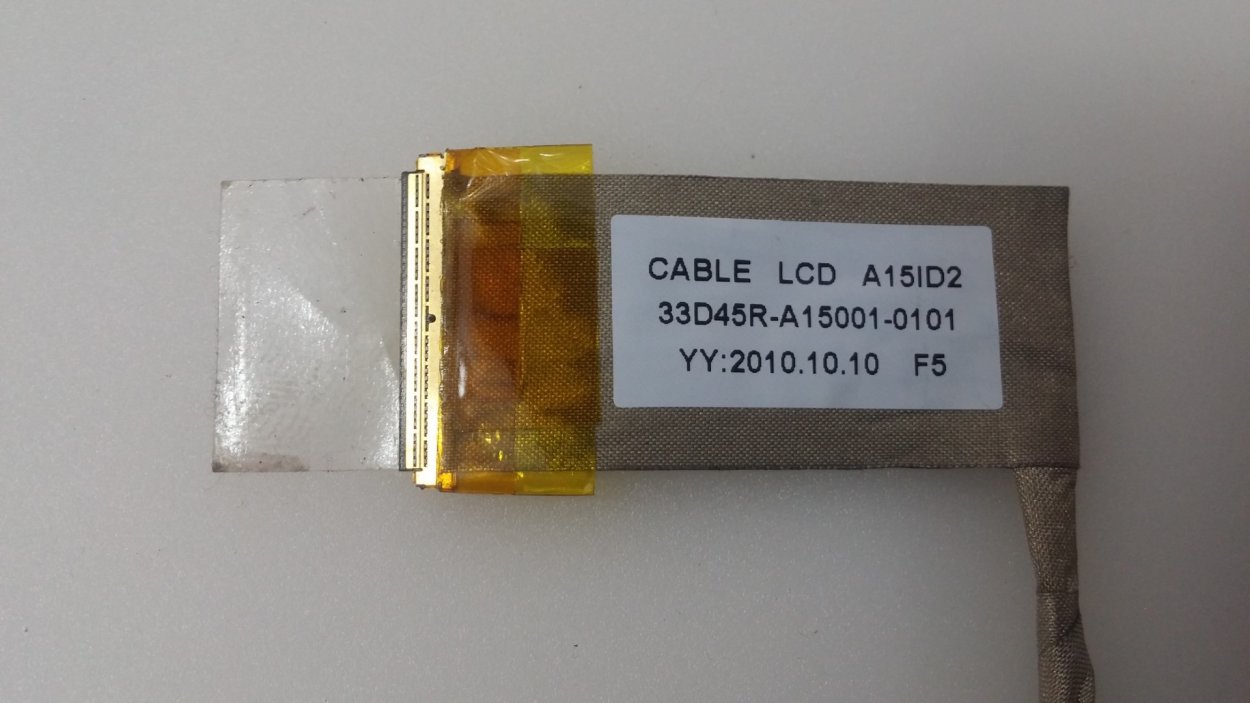 CABLE LCD A15ID2
33D45R-A15001-0101
YY:2010.10.10 F5